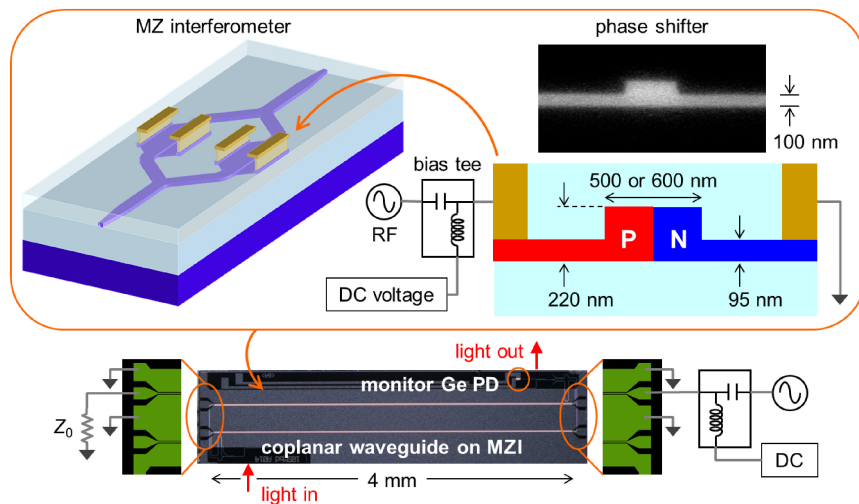 MZ interferometer
phase shifter
100 nm
bias tee
500 or 600 nm
RF
P
N
DC voltage
220 nm
95 nm
light out
monitor Ge PD
Z0
coplanar waveguide on MZI
DC
4 mm
light in